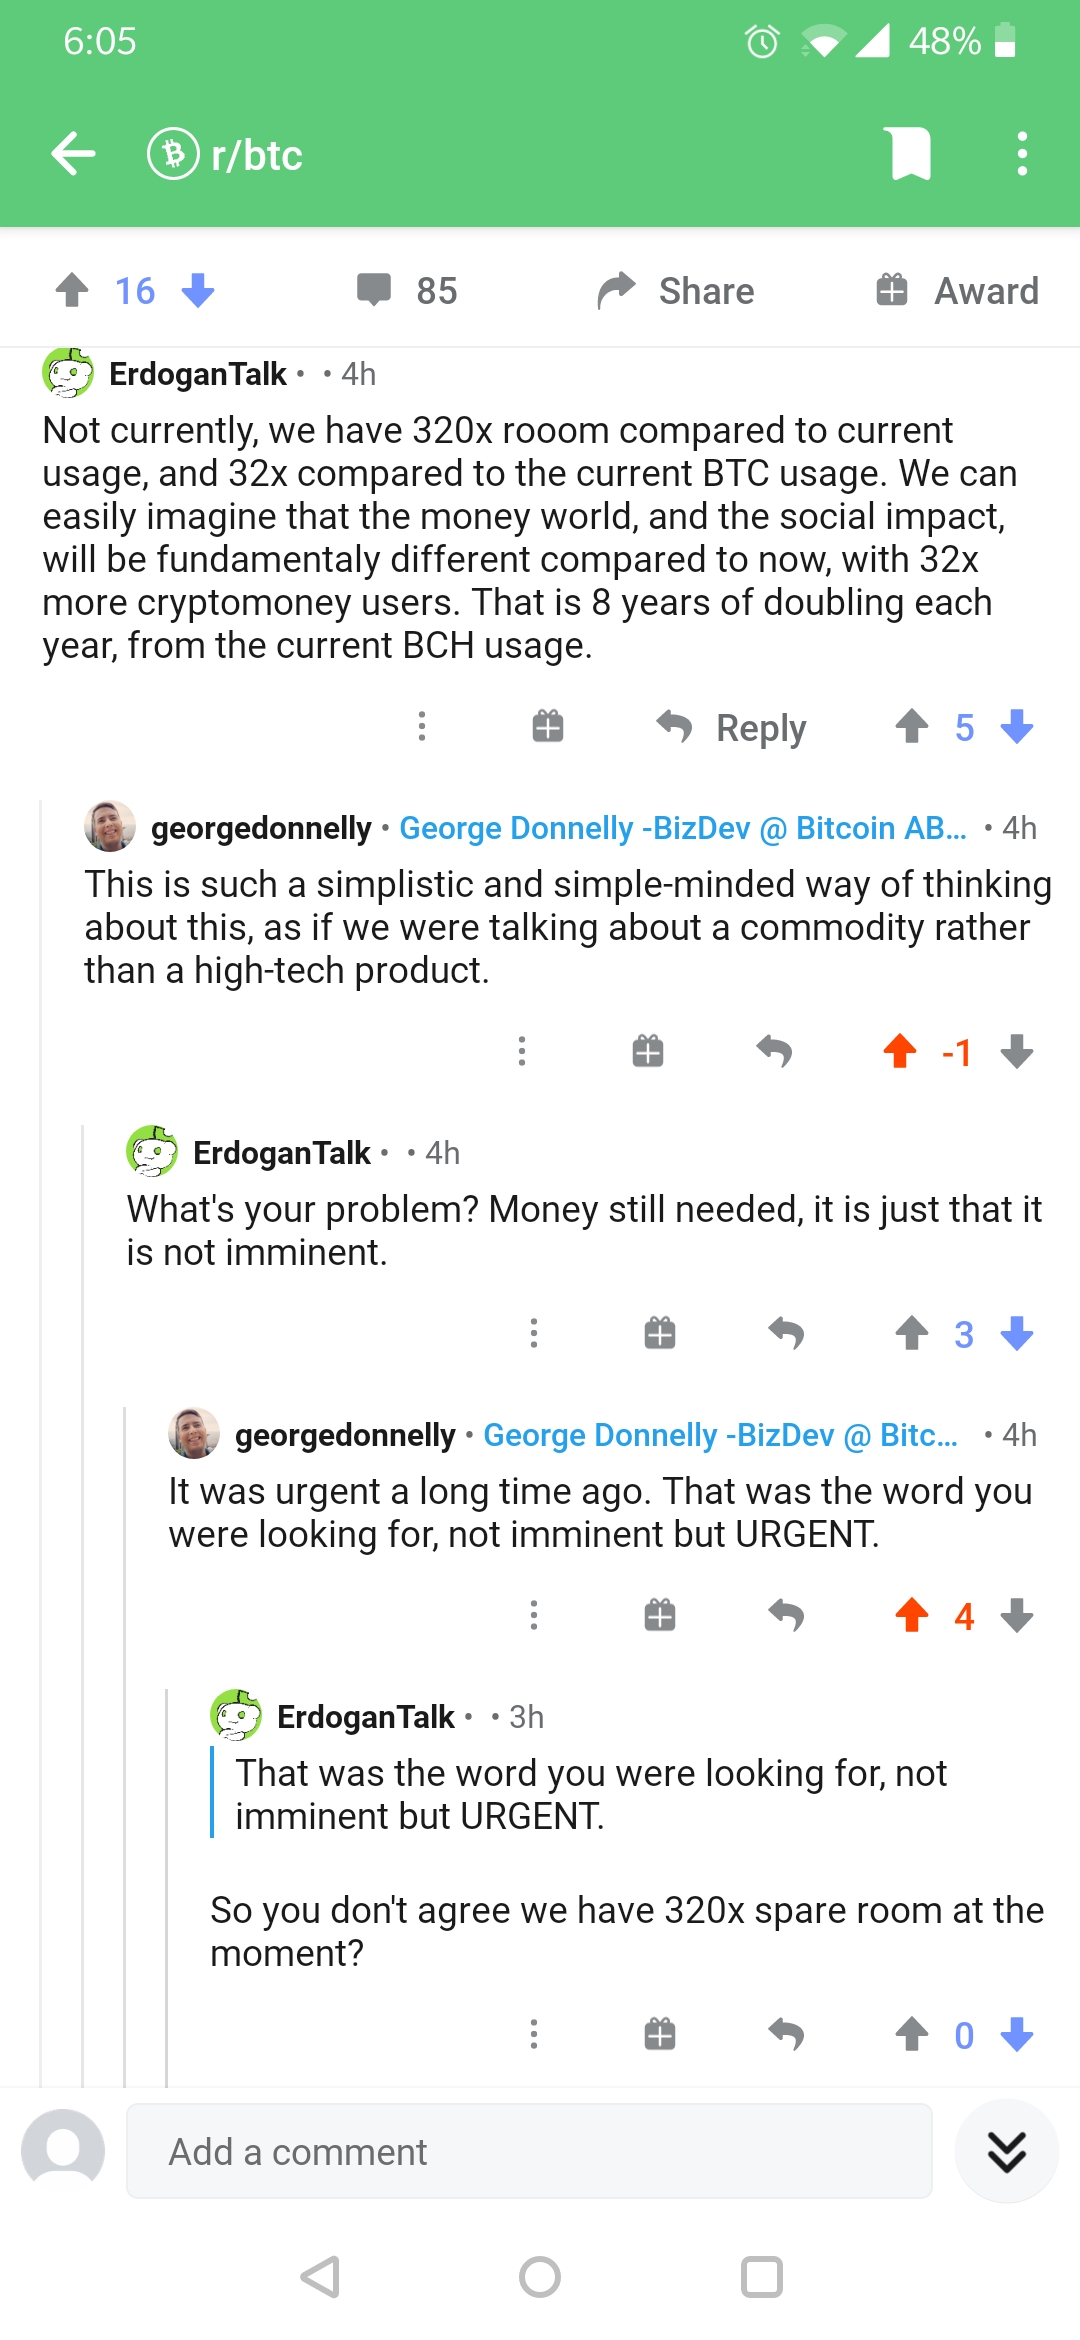 6:05
48%
r/btc
16
85
Share
Award
ErdoganTalk • • 4h
Not currently, we have 320x rooom compared to current
usage, and 32x compared to the current BTC usage. We can
easily imagine that the money world, and the social impact,
will be fundamentaly different compared to now, with 32x
more cryptomoney users. That is 8 years of doubling each
year, from the current BCH usage.
Reply
5
georgedonnelly • George Donnelly -BizDev @ Bitcoin AB... • 4h
This is such a simplistic and simple-minded way of thinking
about this, as if we were talking about a commodity rather
than a high-tech product.
-1
ErdoganTalk • • 4h
What's your problem? Money still needed, it is just that it
is not imminent.
3
georgedonnelly • George Donnelly -BizDev @ Bitc... • 4h
It was urgent a long time ago. That was the word you
were looking for, not imminent but URGENT.
4
ErdoganTalk • • 3h
That was the word you were looking for, not
imminent but URGENT.
So you don't agree we have 320x spare room at the
moment?
0
Add a comment